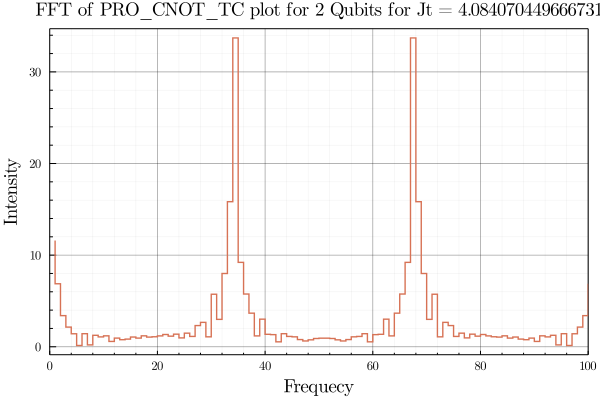 FFT of PRO_CNOT_TC plot for 2 Qubits for Jt = 4.084070449666731
Intensity
30
20
10
0
0 20 40 60 80 100
Frequecy